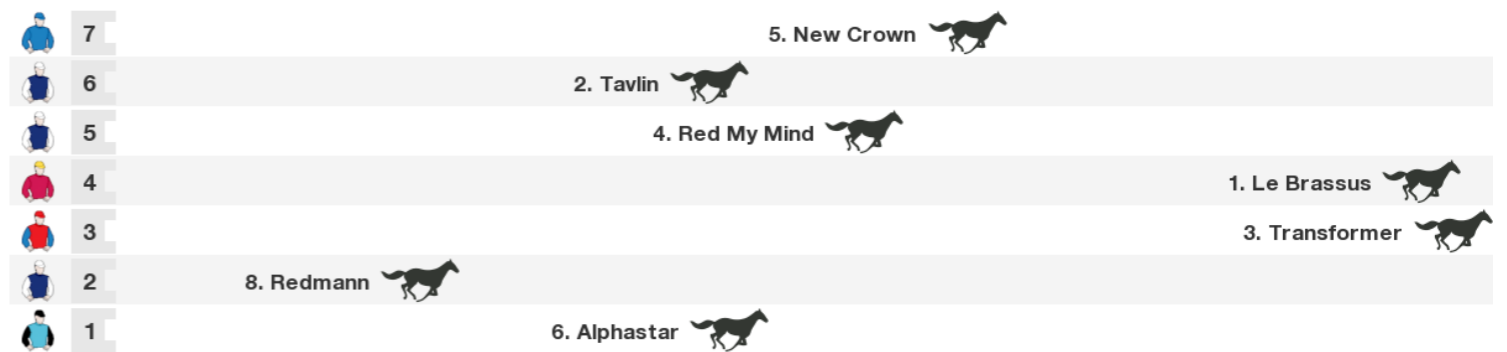 7 5. New Crown
6 2. Tavlin
5 4. Red My Mind
4 1. Le Brassus
3 3. Transformer
2 8. Redmann
1 6. Alphastar